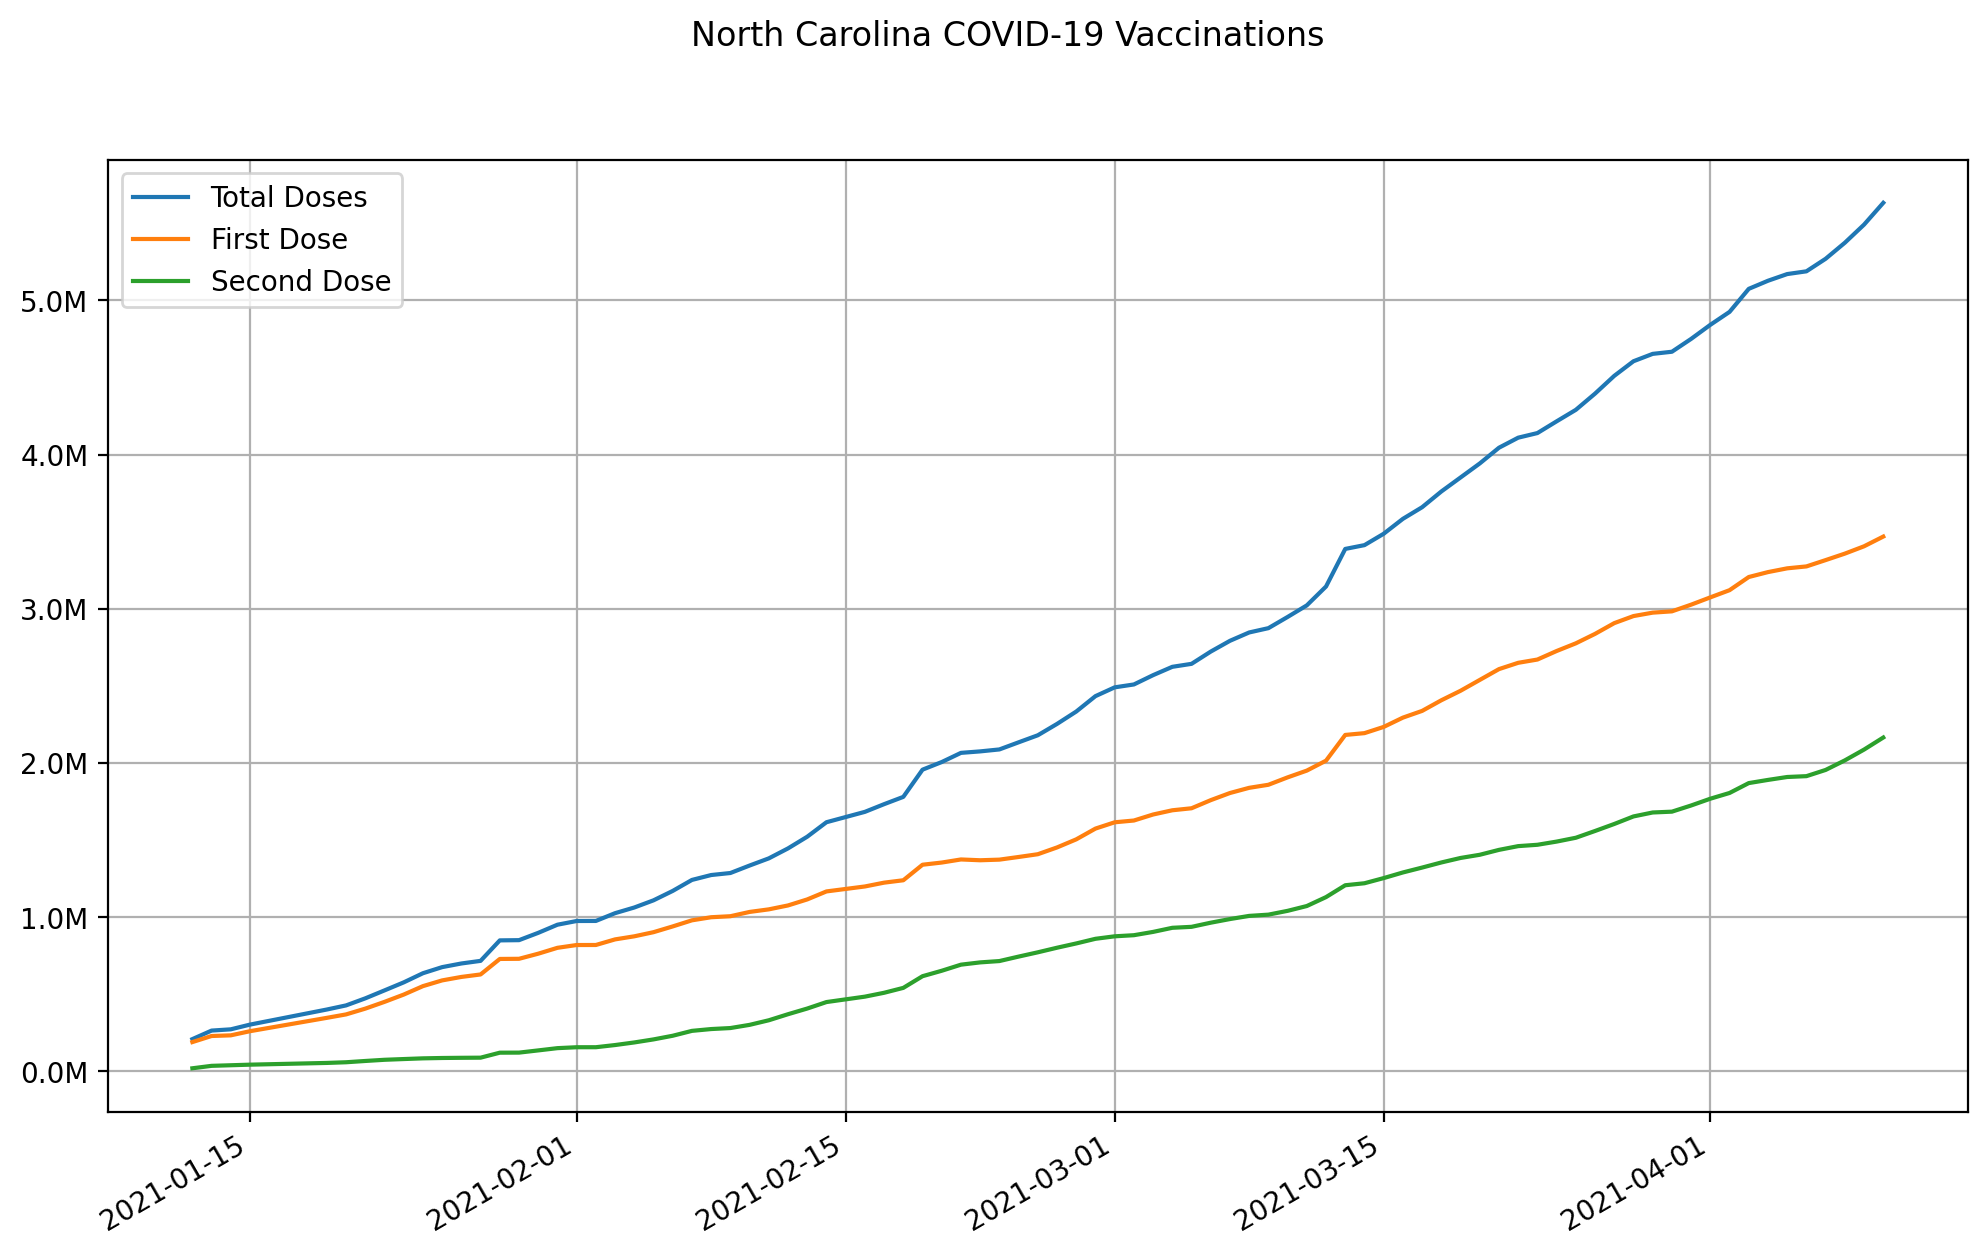 North Carolina COVID-19 Vaccinations
Total Doses
First Dose
Second Dose
5.0M
4.0M
3.0M
2.0M
1.0M
0.0M
2021-01-15
2021-02-01
2021-02-15
2021-03-01
2021-03-15
2021-04-01